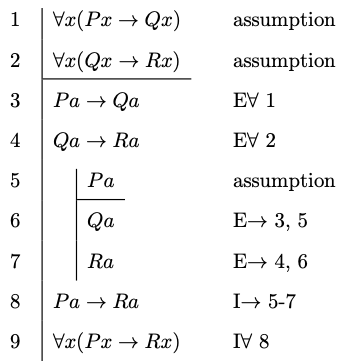 1 ∀x(Px → Qx) assumption
2 ∀x(Qx → Rx) assumption
3 Pa → Qa E∀ 1
4 Qa → Ra E∀ 2
5 Pa assumption
6 Qa E→ 3, 5
7 Ra E→ 4, 6
8 Pa → Ra I→ 5-7
9 ∀x(Px → Rx) I∀ 8